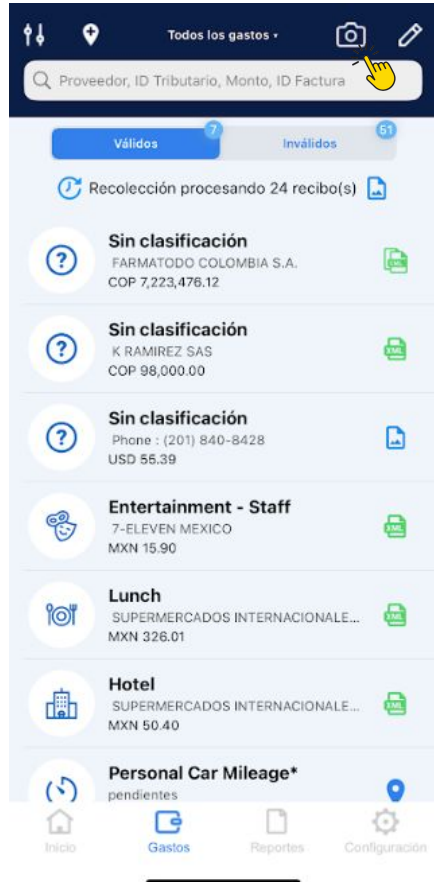 Todos los gastos
Proveedor, ID Tributario, Monto, ID Factura
Válidos 7 Inválidos 51
Recolección procesando 24 recibo(s)
Sin clasificación
FARMATODO COLOMBIA S.A.
COP 7,223,476.12
XML
Sin clasificación
K RAMIREZ SAS
COP 98,000.00
XML
Sin clasificación
Phone : (201) 840-8428
USD 55.39
Entertainment - Staff
7-ELEVEN MEXICO
MXN 15.90
XML
Lunch
SUPERMERCADOS INTERNACIONALE...
MXN 326.01
XML
Hotel
SUPERMERCADOS INTERNACIONALE...
MXN 50.40
XML
Personal Car Mileage*
pendientes
Inicio Gastos Reportes Configuración